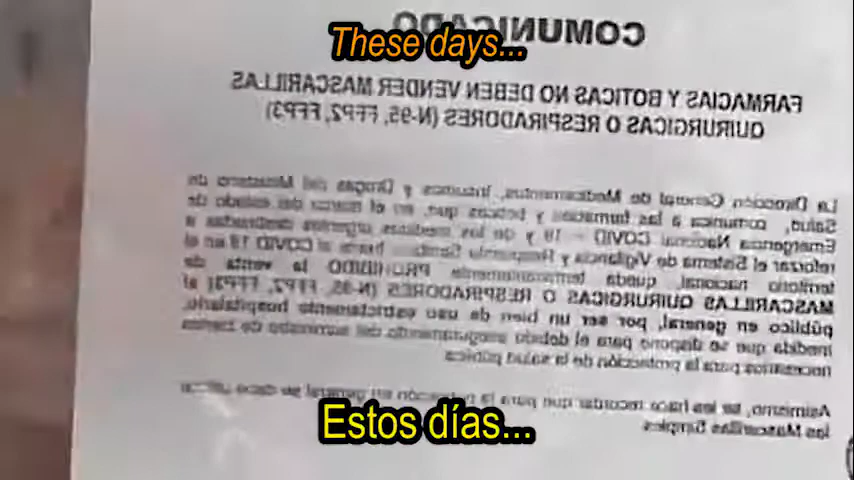 COMUNICADO
These days...
FARMACIAS Y BOTICAS NO DEBEN VENDER MASCARILLAS
QUIRURGICAS O RESPIRADORES (N-95, FFP2, FFP3)
La Dirección General de Medicamentos, Insumos y Drogas del Ministerio de
Salud, comunica a las farmacias y boticas que, en el marco del estado de
Emergencia Nacional COVID - 19 y de las medidas urgentes destinadas a
reforzar el Sistema de Vigilancia y Respuesta Sanitaria frente al COVID 19 en el
territorio nacional, queda temporalmente PROHIBIDO la venta de
MASCARILLAS QUIRURGICAS O RESPIRADORES (N-95, FFP2, FFP3) al
público en general, por ser un bien de uso estrictamente hospitalario,
medida que se dispone para el debido aseguramiento del suministro de bienes
necesarios para la protección de la salud pública.
Asimismo, se les hace recordar que para la población en general se debe utilizar
las Mascarillas Simples
Estos días...